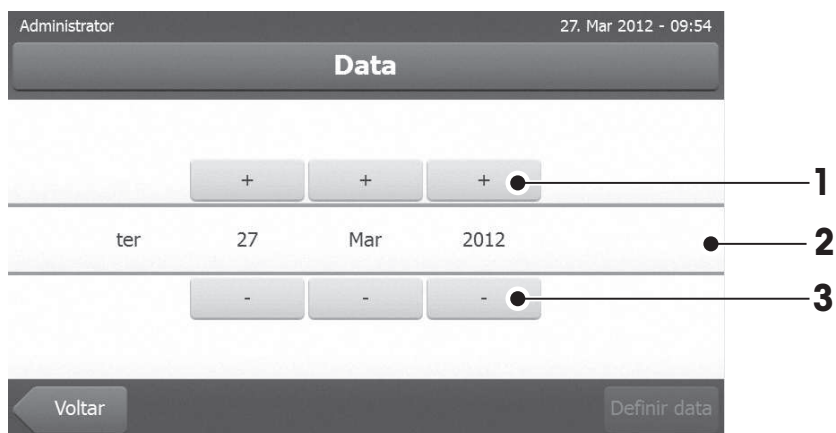 Administrator 27. Mar 2012 - 09:54
Data
+ + + 1
ter 27 Mar 2012 2
- - - 3
Voltar Definir data